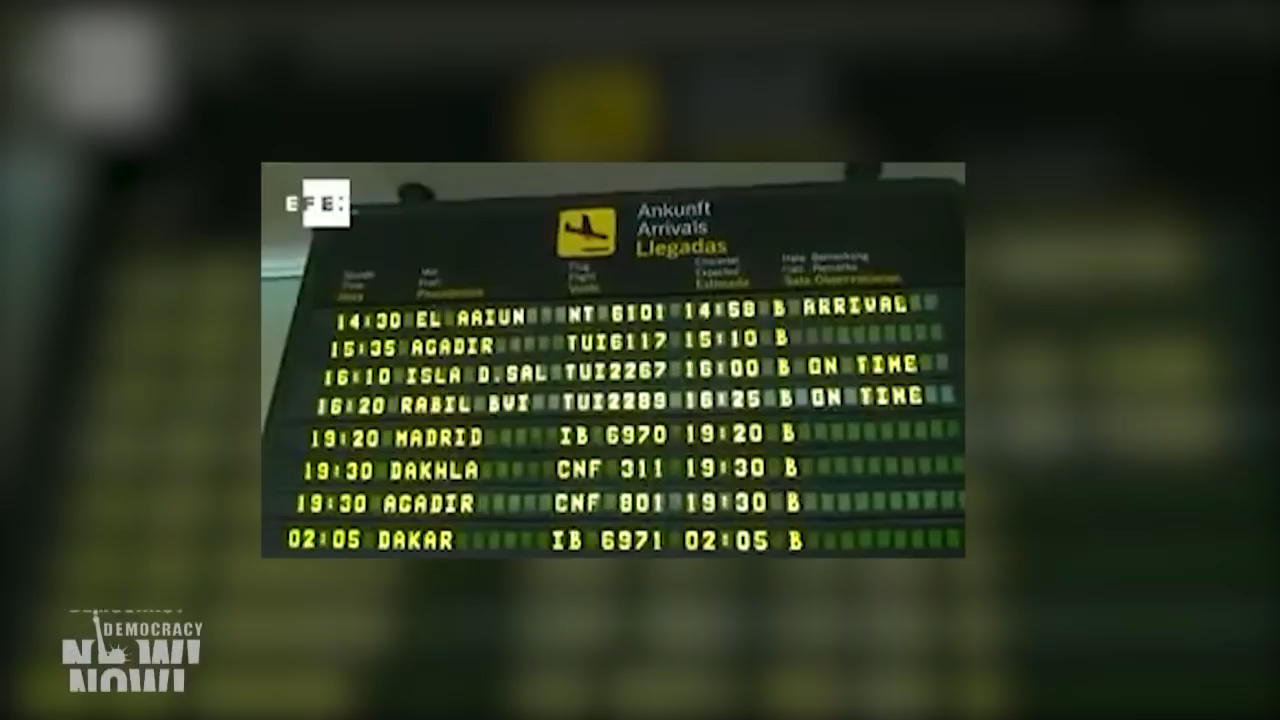 EFE:
Ankunft
Arrivals
Llegadas
14:30 EL AAIUN NT 6101 14:58 B ARRIVAL
15:35 AGADIR TUI6117 15:10 B
16:10 ISLA D.SAL TUI2267 16:00 B ON TIME
16:20 RABIL BVI TUI2289 16:25 B ON TIME
19:20 MADRID IB 6970 19:20 B
19:30 DAKHLA CNF 311 19:30 B
19:30 AGADIR CNF 801 19:30 B
02:05 DAKAR IB 6971 02:05 B
DEMOCRACY
NOW!
NOW!